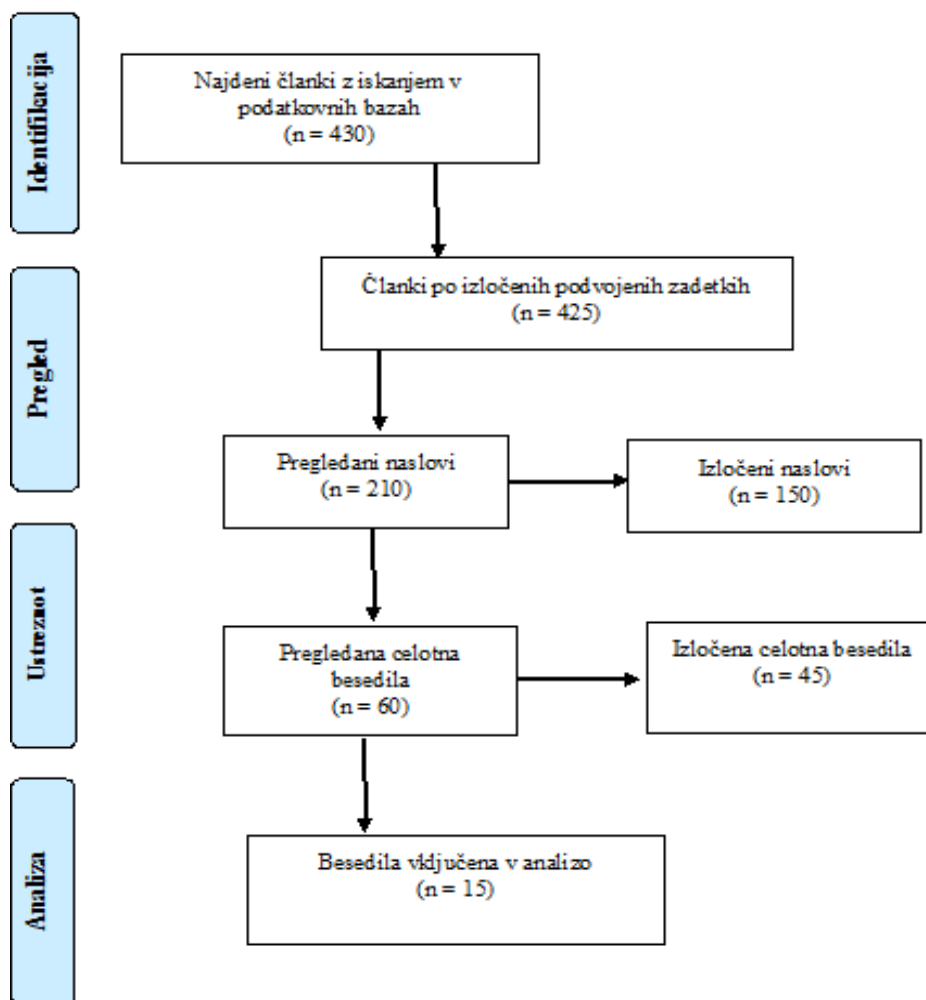 Identifikacija
Najdeni članki z iskanjem v
podatkovnih bazah
(n = 430)
Pregled
Članki po izločenih podvojenih zadetkih
(n = 425)
Pregledani naslovi
(n = 210)
Izločeni naslovi
(n = 150)
Ustreznot
Pregledana celotna
besedila
(n = 60)
Izločena celotna besedila
(n = 45)
Analiza
Besedila vključena v analizo
(n = 15)